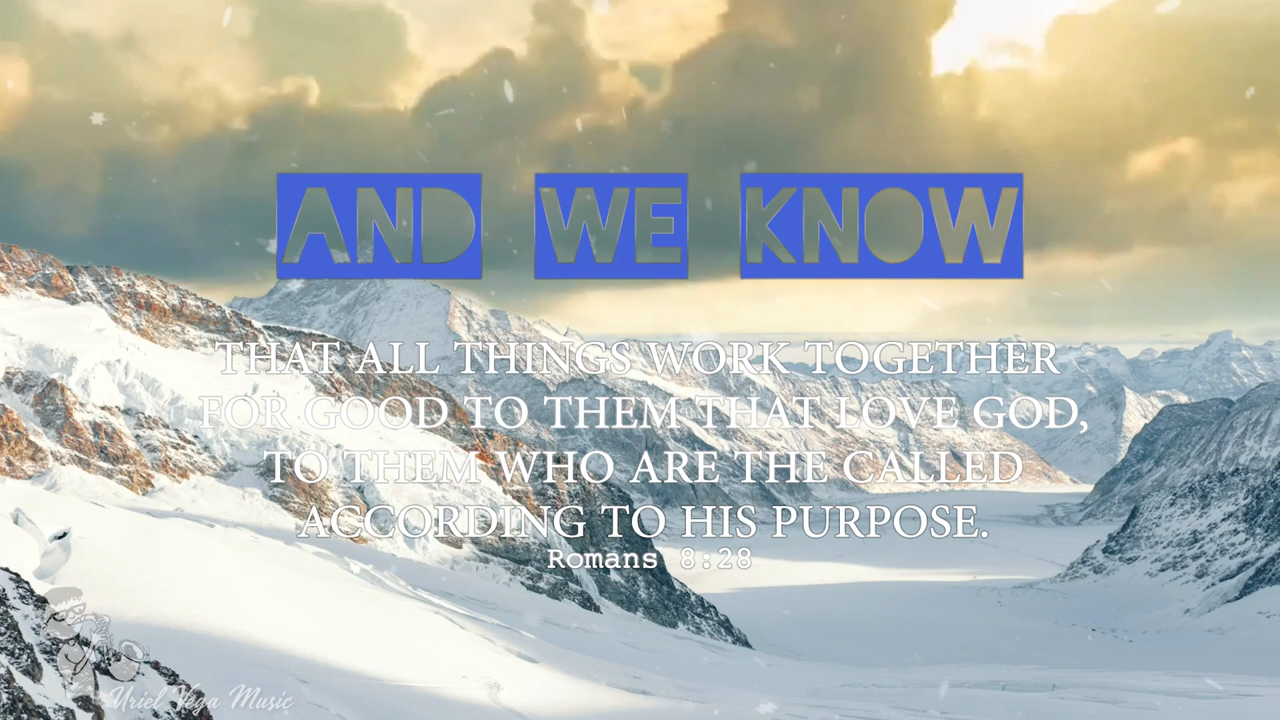 AND WE KNOW
THAT ALL THINGS WORK TOGETHER
FOR GOOD TO THEM THAT LOVE GOD,
TO THEM WHO ARE THE CALLED
ACCORDING TO HIS PURPOSE.
Romans 8:28
Uriel Vega Music